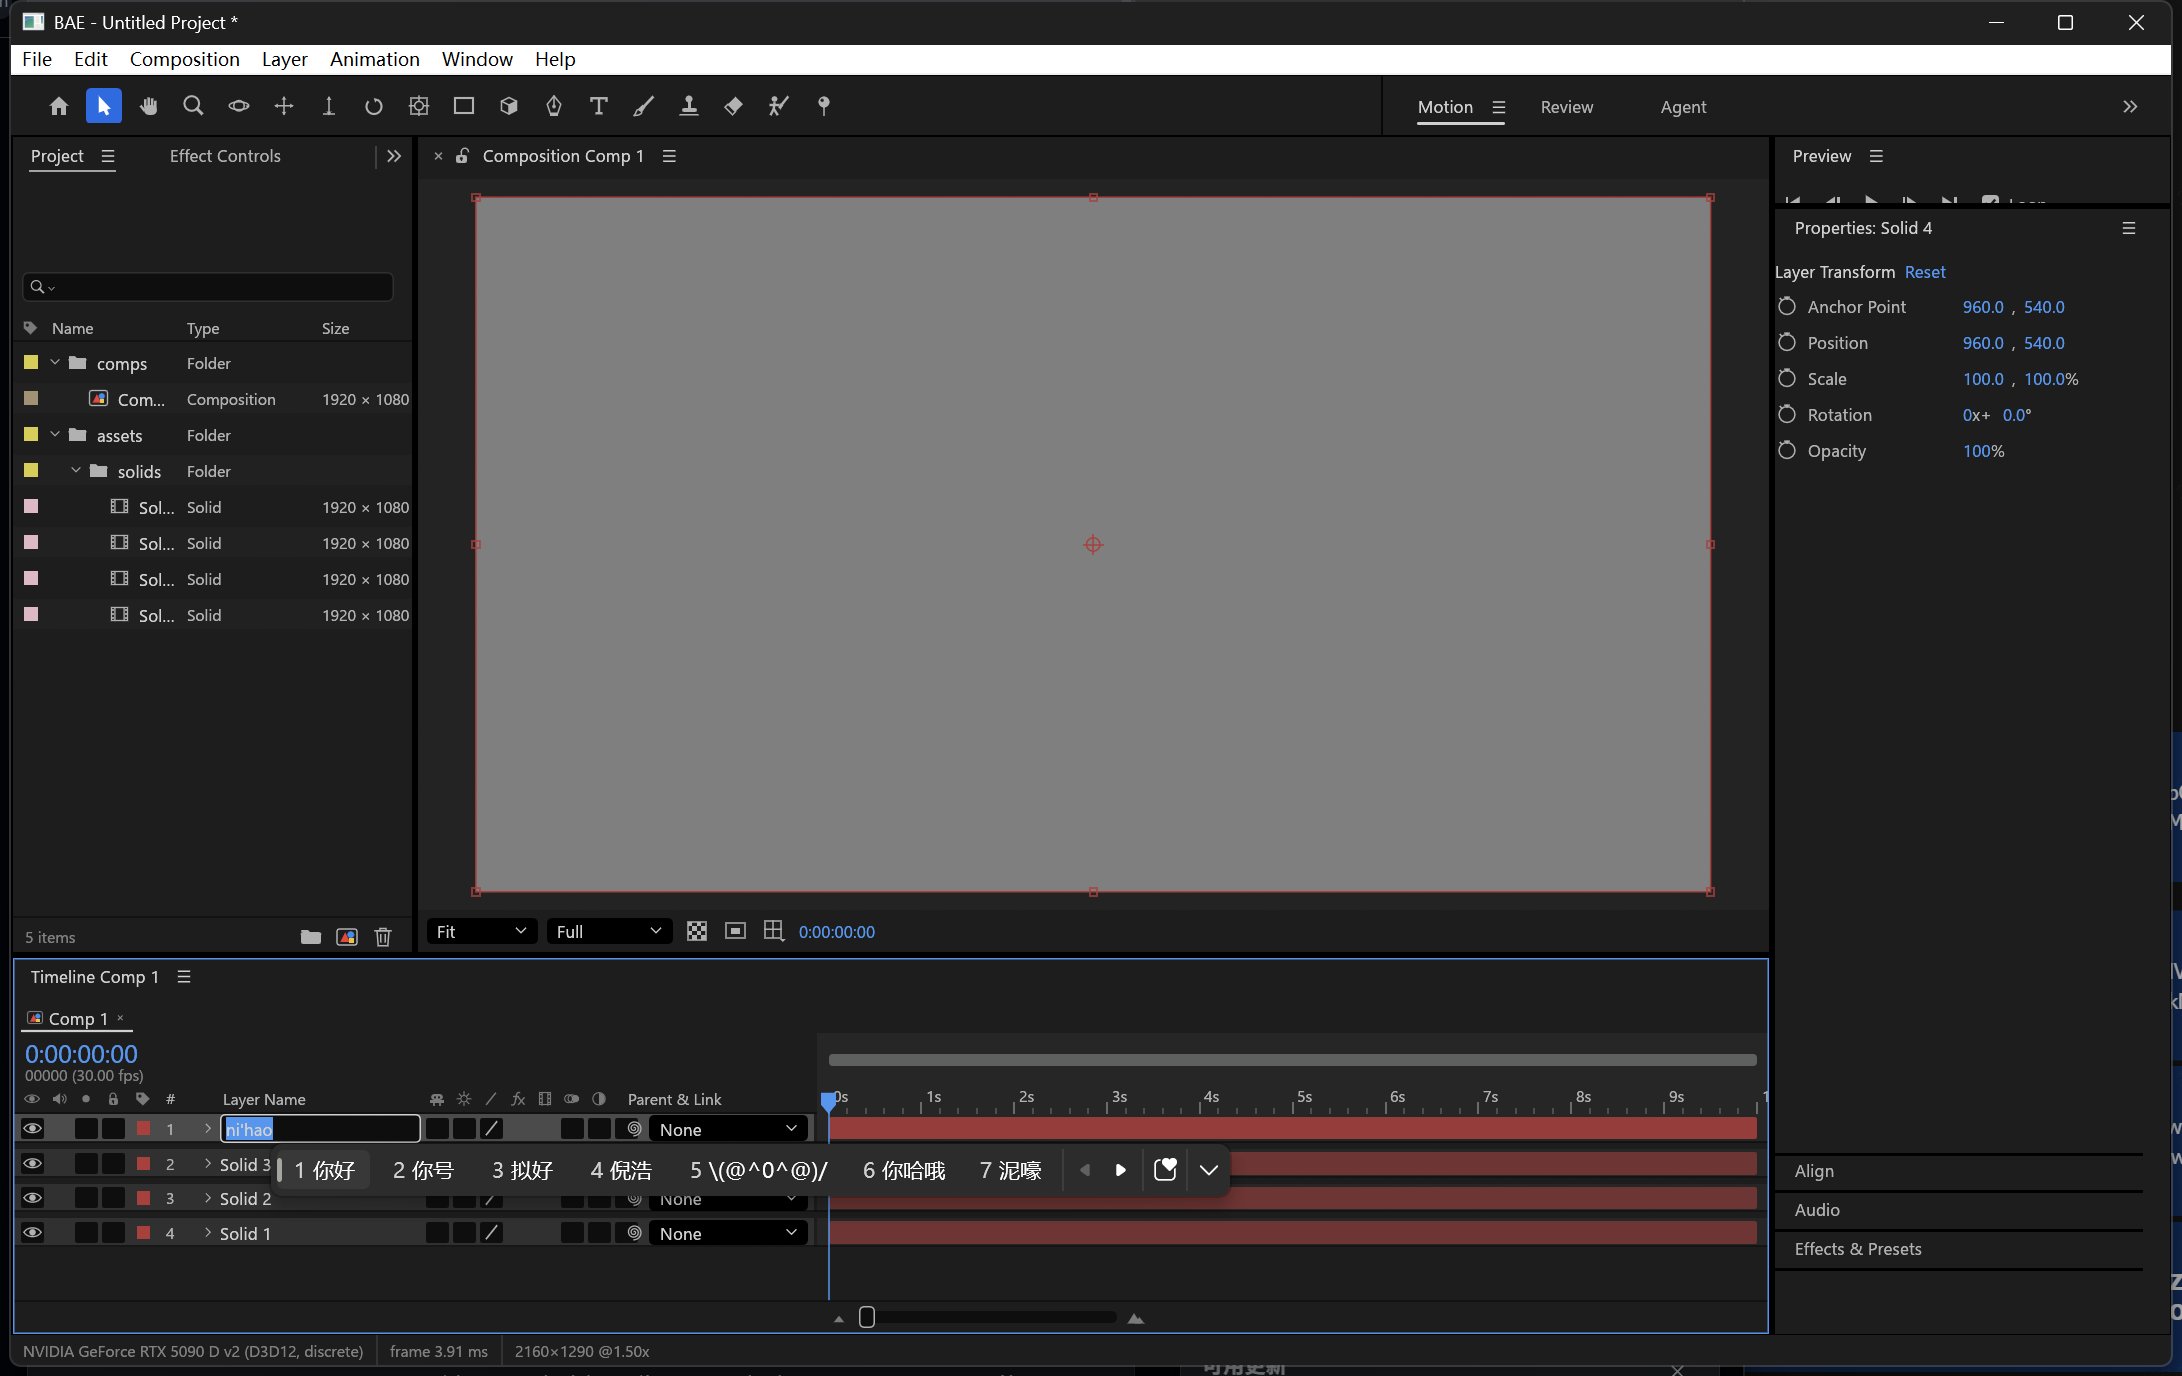 BAE - Untitled Project *
File Edit Composition Layer Animation Window Help
Motion Review Agent
Project Effect Controls
Composition Comp 1
Preview
Properties: Solid 4
Layer Transform Reset
Anchor Point 960.0 , 540.0
Position 960.0 , 540.0
Scale 100.0 , 100.0%
Rotation 0x+ 0.0°
Opacity 100%
Name Type Size
comps Folder
Com... Composition 1920 × 1080
assets Folder
solids Folder
Sol... Solid 1920 × 1080
Sol... Solid 1920 × 1080
Sol... Solid 1920 × 1080
Sol... Solid 1920 × 1080
5 items
Fit Full 0:00:00:00
Timeline Comp 1
Comp 1
0:00:00:00
00000 (30.00 fps)
# Layer Name fx Parent & Link
0s 1s 2s 3s 4s 5s 6s 7s 8s 9s
1 ni'hao None
2 Solid 3
1 你好 2 你号 3 拟好 4 倪浩 5 \(@^0^@)/ 6 你哈哦 7 泥嚎
3 Solid 2 None
4 Solid 1 None
Align
Audio
Effects & Presets
NVIDIA GeForce RTX 5090 D v2 (D3D12, discrete) frame 3.91 ms 2160×1290 @1.50x